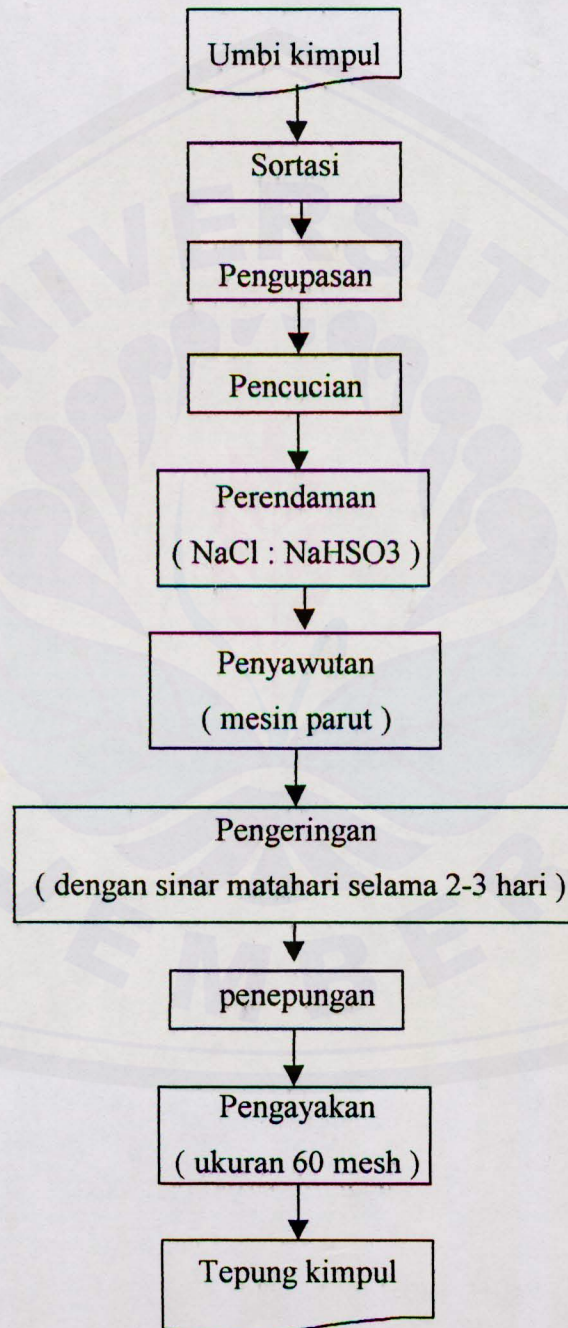 Umbi kimpul
Sortasi
Pengupasan
Pencucian
Perendaman
( NaCl : NaHSO3 )
Penyawutan
( mesin parut )
Pengeringan
( dengan sinar matahari selama 2-3 hari )
penepungan
Pengayakan
( ukuran 60 mesh )
Tepung kimpul